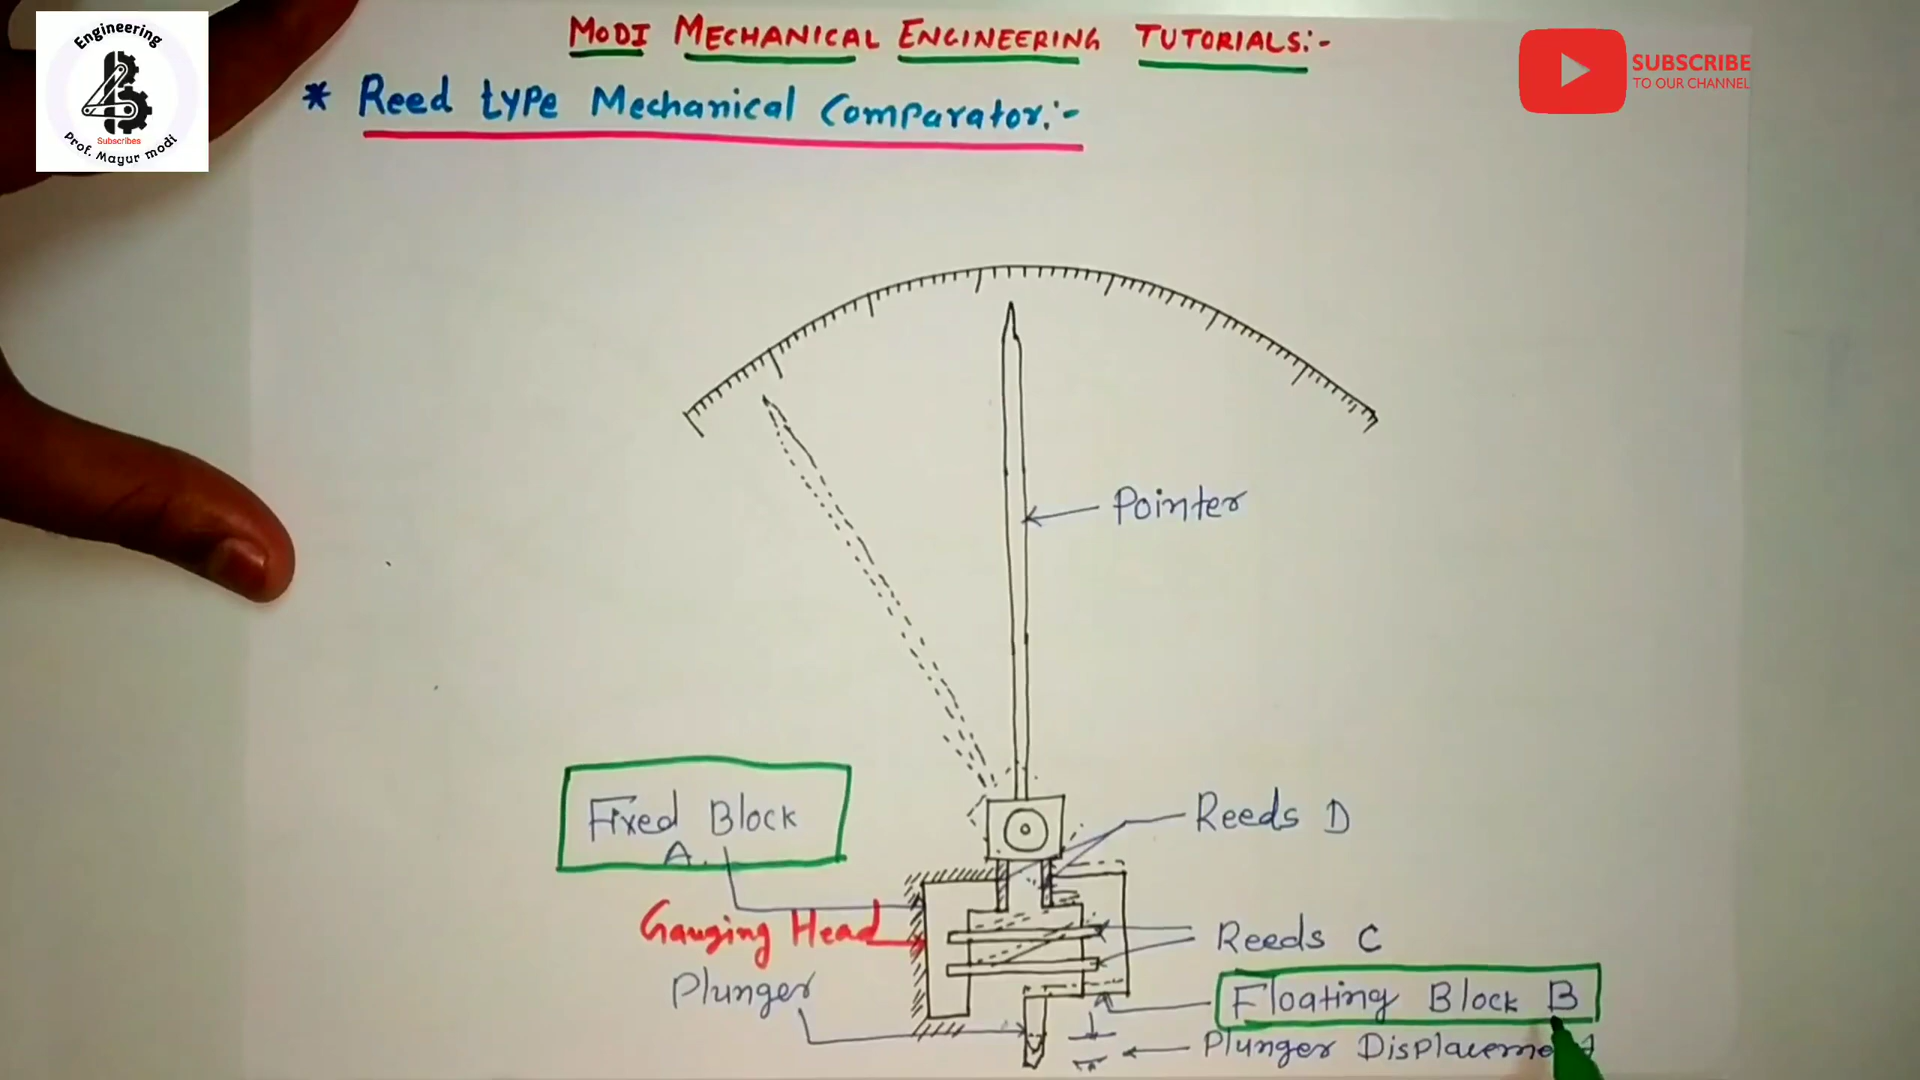 MODI MECHANICAL ENGINEERING TUTORIALS:-
Engineering
Subscribes
Prof. Mayur modi
SUBSCRIBE
TO OUR CHANNEL
* Reed type Mechanical Comparator:-
Pointer
Fixed Block
A.
Reeds D
Gauging Head
Reeds C
Plunger
Floating Block B
Plunger Displacement